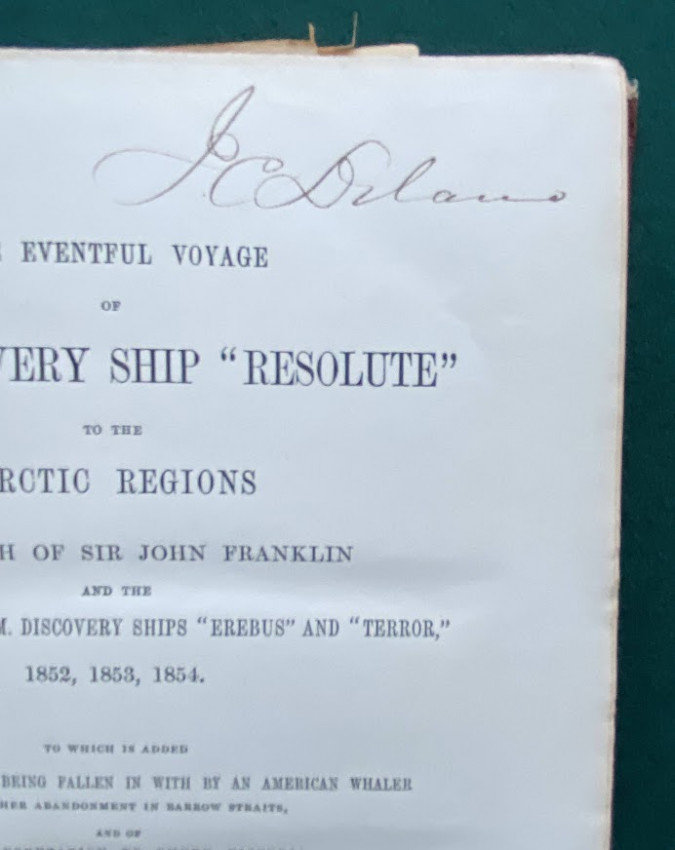 J C Delano
EVENTFUL VOYAGE
OF
VERY SHIP “RESOLUTE”
TO THE
RCTIC REGIONS
H OF SIR JOHN FRANKLIN
AND THE
M. DISCOVERY SHIPS “EREBUS” AND “TERROR,”
1852, 1853, 1854.
TO WHICH IS ADDED
BEING FALLEN IN WITH BY AN AMERICAN WHALER
HER ABANDONMENT IN BARROW STRAITS,
AND OF